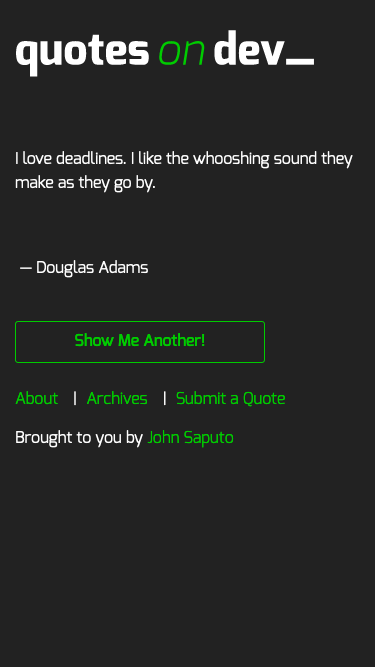 quotes on dev_
I love deadlines. I like the whooshing sound they
make as they go by.
— Douglas Adams
Show Me Another!
About | Archives | Submit a Quote
Brought to you by John Saputo